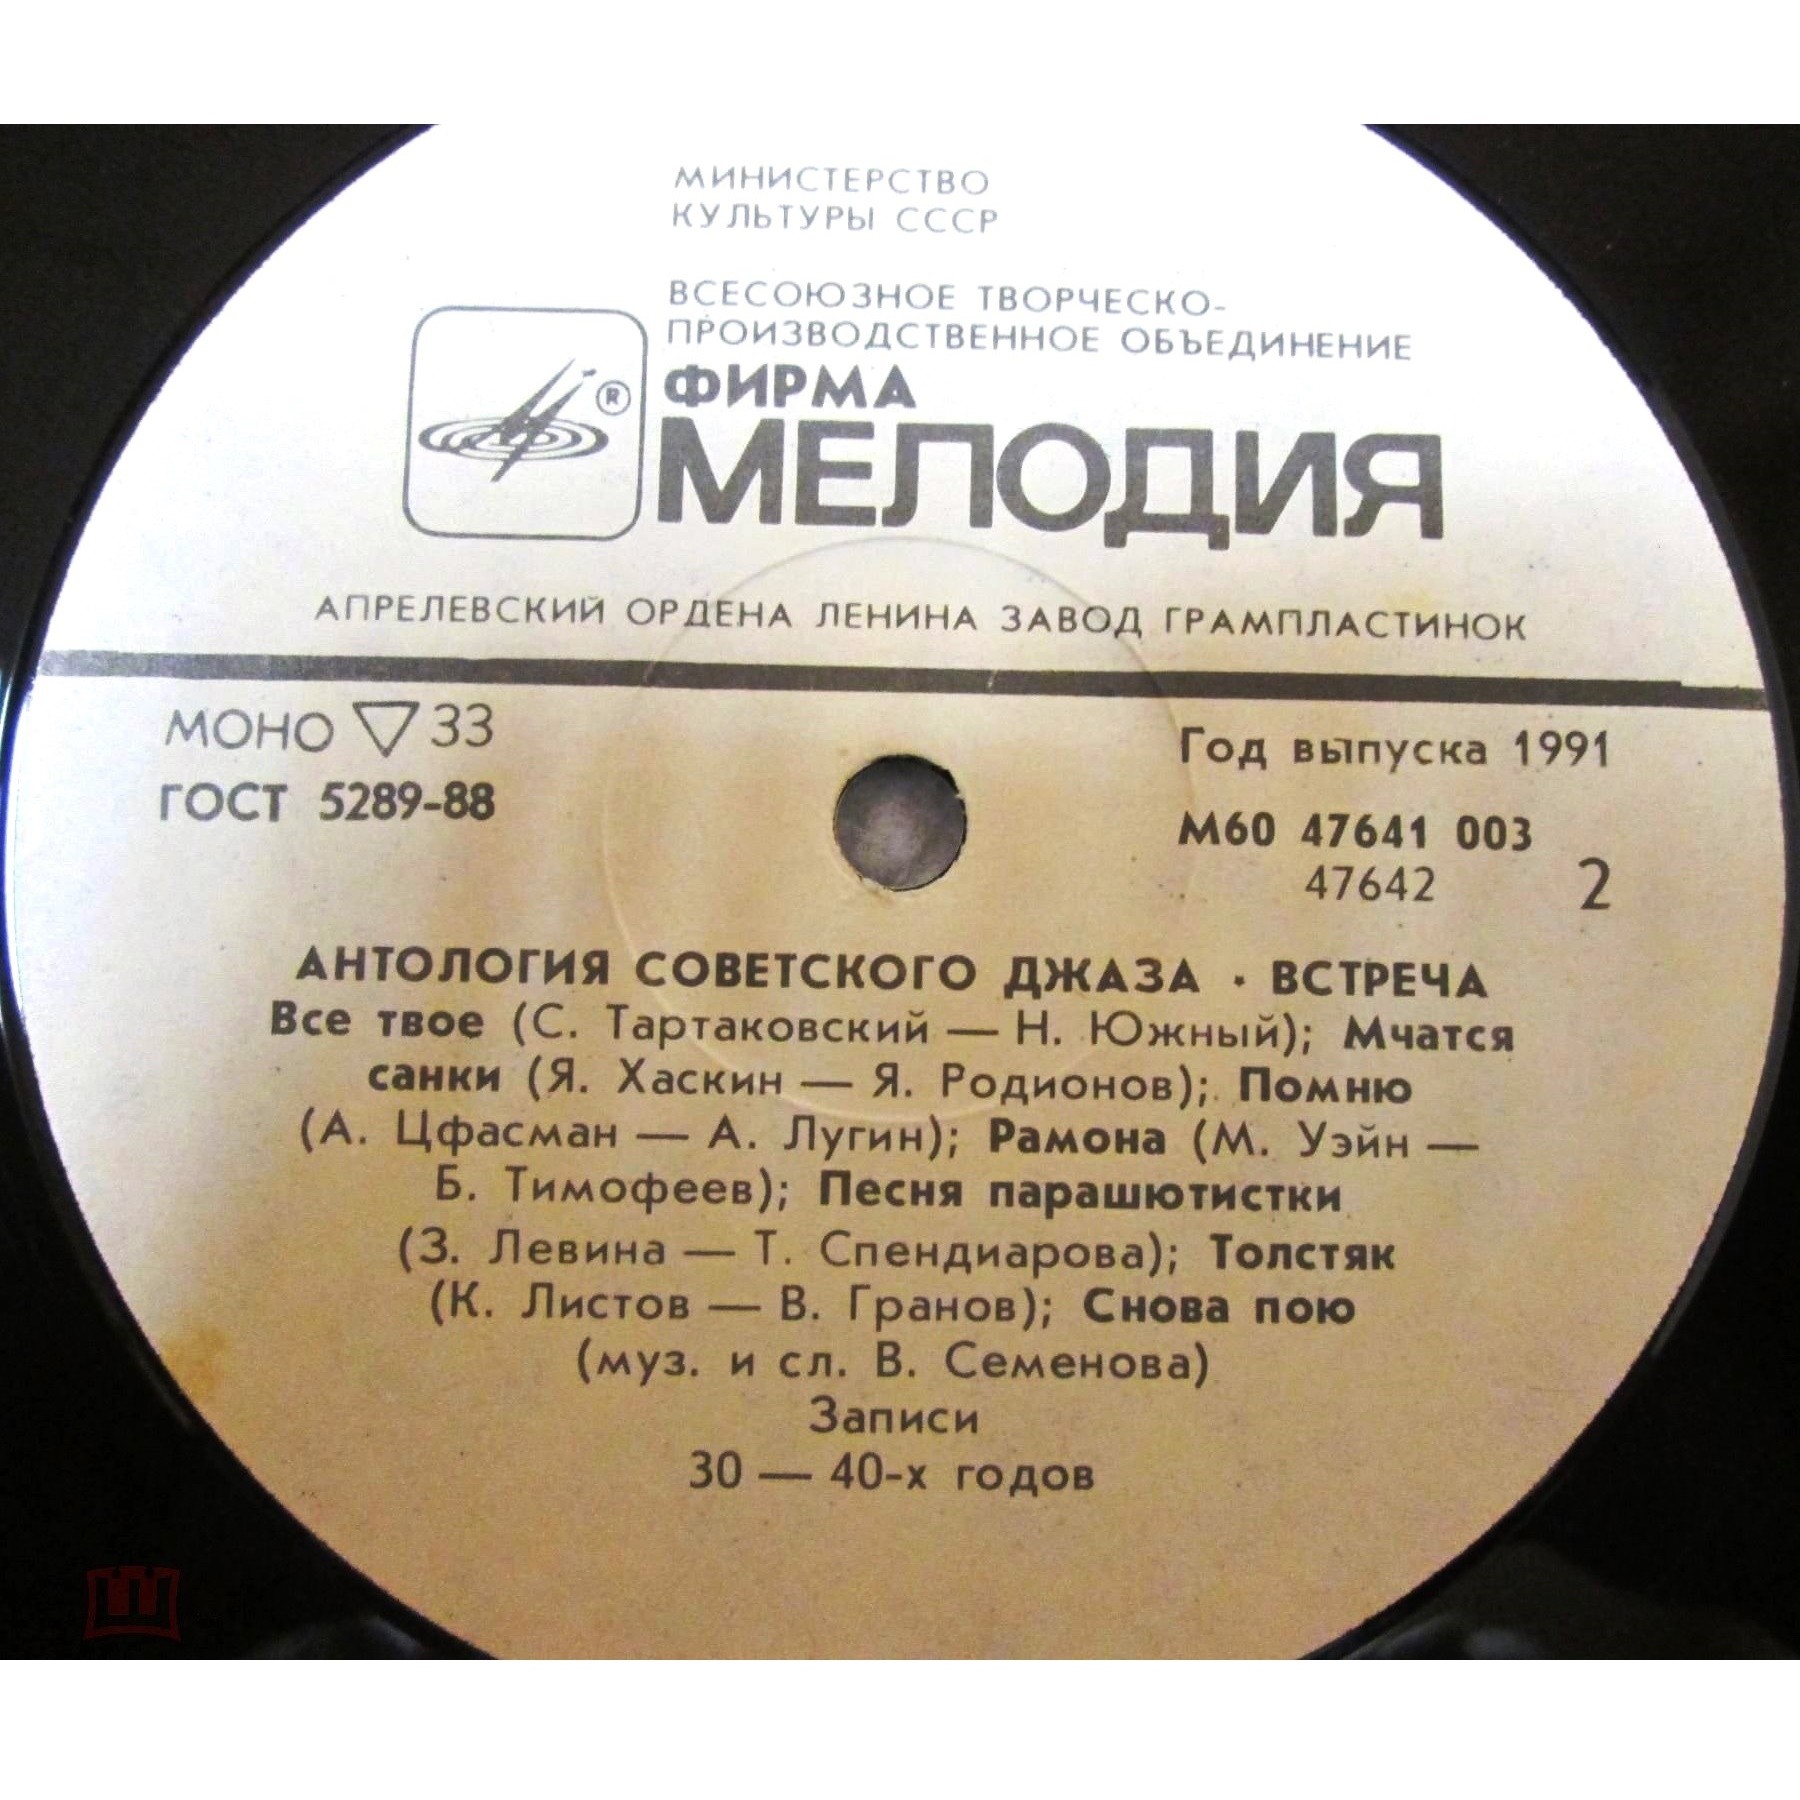 МИНИСТЕРСТВО
КУЛЬТУРЫ СССР
ВСЕСОЮЗНОЕ ТВОРЧЕСКО-
ПРОИЗВОДСТВЕННОЕ ОБЪЕДИНЕНИЕ
®
ФИРМА
МЕЛОДИЯ
АПРЕЛЕВСКИЙ ОРДЕНА ЛЕНИНА ЗАВОД ГРАМПЛАСТИНОК
МОНО ▽ 33
ГОСТ 5289-88
Год выпуска 1991
М60 47641 003
47642 2
АНТОЛОГИЯ СОВЕТСКОГО ДЖАЗА · ВСТРЕЧА
Все твое (С. Тартаковский — Н. Южный); Мчатся
санки (Я. Хаскин — Я. Родионов); Помню
(А. Цфасман — А. Лугин); Рамона (М. Уэйн —
Б. Тимофеев); Песня парашютистки
(З. Левина — Т. Спендиарова); Толстяк
(К. Листов — В. Гранов); Снова пою
(муз. и сл. В. Семенова)
Записи
30 — 40-х годов